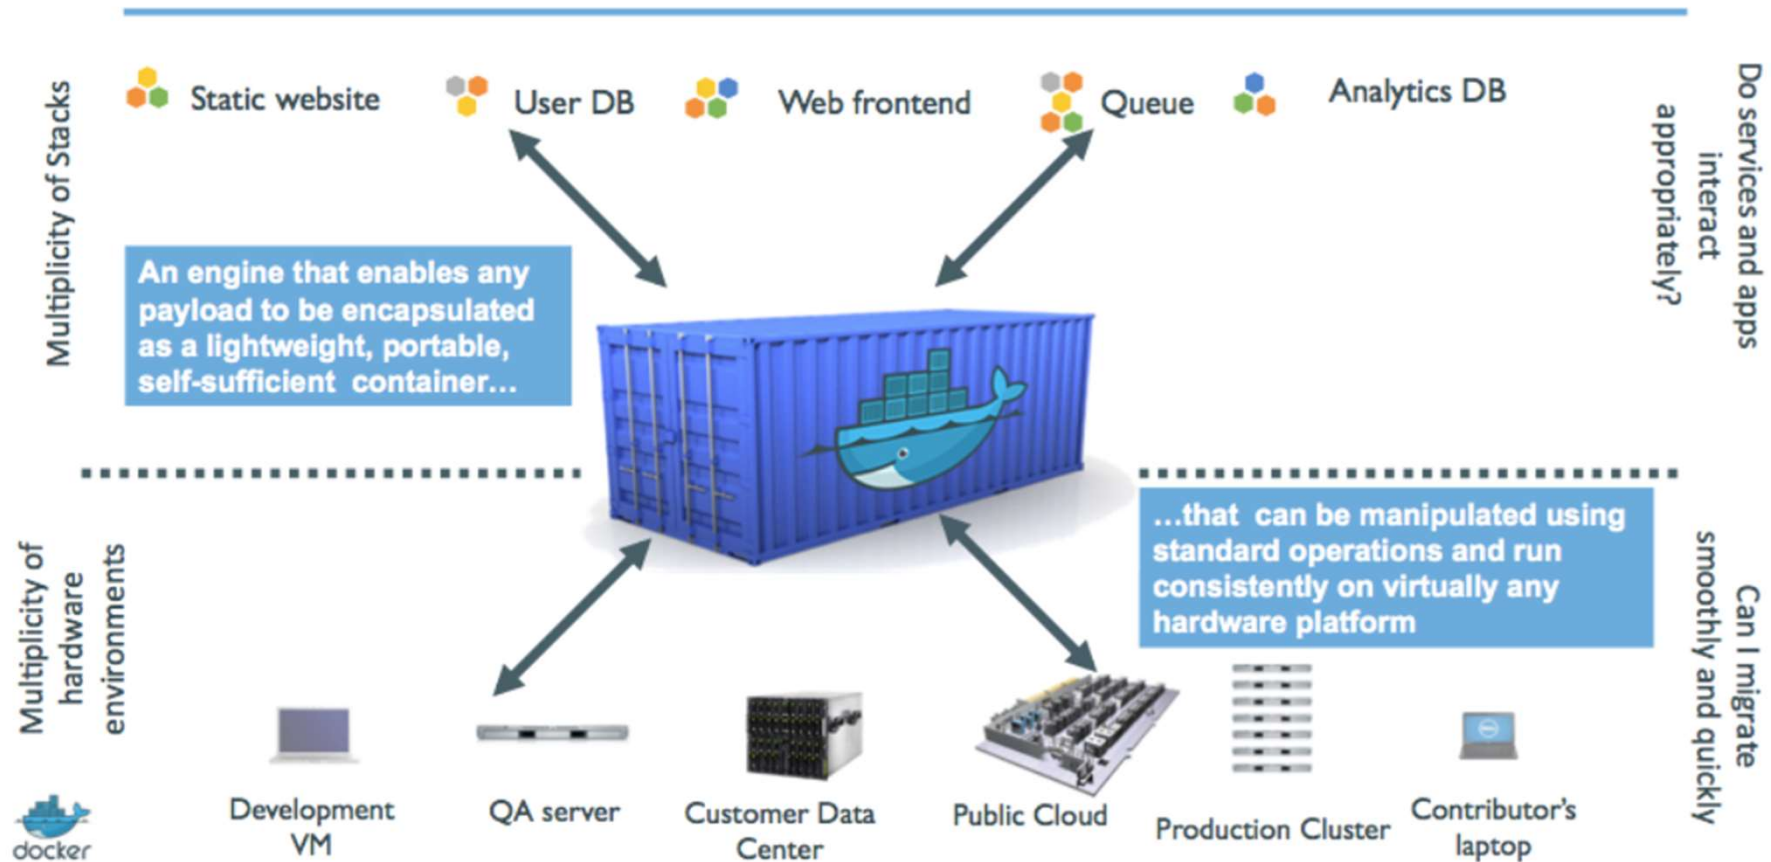 Multiplicity of Stacks
Static website
User DB
Web frontend
Queue
Analytics DB
Do services and apps
interact
appropriately?
An engine that enables any
payload to be encapsulated
as a lightweight, portable,
self-sufficient container...
...that can be manipulated using
standard operations and run
consistently on virtually any
hardware platform
Multiplicity of
hardware
environments
Can I migrate
smoothly and quickly
Development
VM
QA server
Customer Data
Center
Public Cloud
Production Cluster
Contributor's
laptop
docker